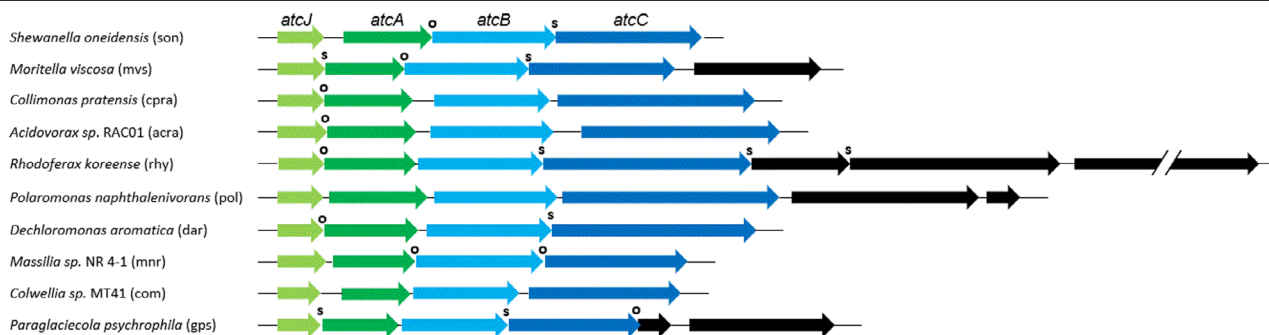 atcJ atcA atcB atcC
o s
Shewanella oneidensis (son)
s o s
Moritella viscosa (mvs)
o
Collimonas pratensis (cpra)
o
Acidovorax sp. RAC01 (acra)
o s s s
Rhodoferax koreense (rhy)
Polaromonas naphthalenivorans (pol)
o s
Dechloromonas aromatica (dar)
o o
Massilia sp. NR 4-1 (mnr)
Colwellia sp. MT41 (com)
s s o
Paraglaciecola psychrophila (gps)